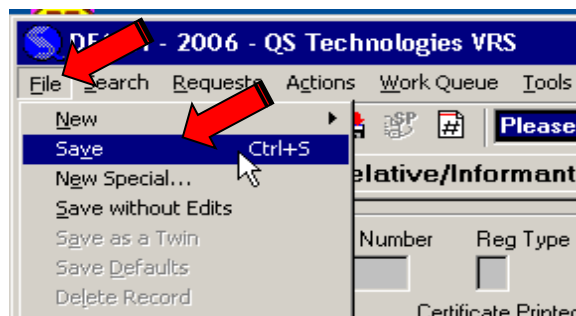 - 2006 - QS Technologies VRS
File Search Requests Actions Work Queue Tools
New
SP # Please
Save Ctrl+S
New Special... elative/Informant
Save without Edits
Save as a Twin Number Reg Type
Save Defaults
Delete Record
Certificate Printed